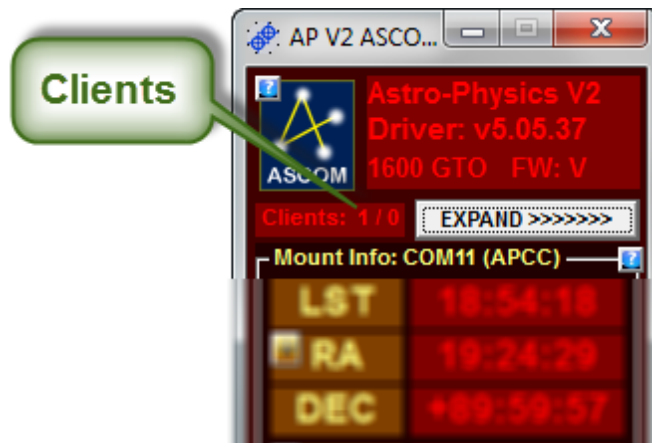 AP V2 ASCO...
Clients
Astro-Physics V2
Driver: v5.05.37
1600 GTO FW: V
ASCOM
Clients: 1 / 0
EXPAND >>>>>>>
Mount Info: COM11 (APCC)
LST 18:54:18
RA 19:24:29
DEC +89:59:57